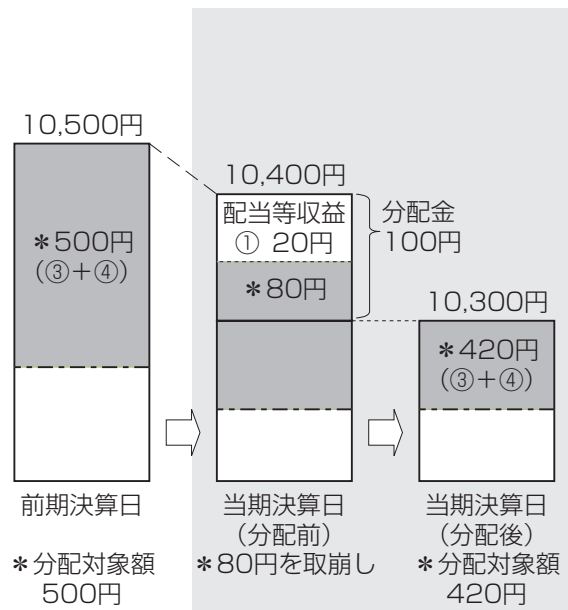 10,500円
＊500円
（③＋④）
10,400円
配当等収益
① 20円
＊80円
分配金
100円
10,300円
＊420円
（③＋④）
前期決算日
＊分配対象額
500円
当期決算日
（分配前）
＊80円を取崩し
当期決算日
（分配後）
＊分配対象額
420円